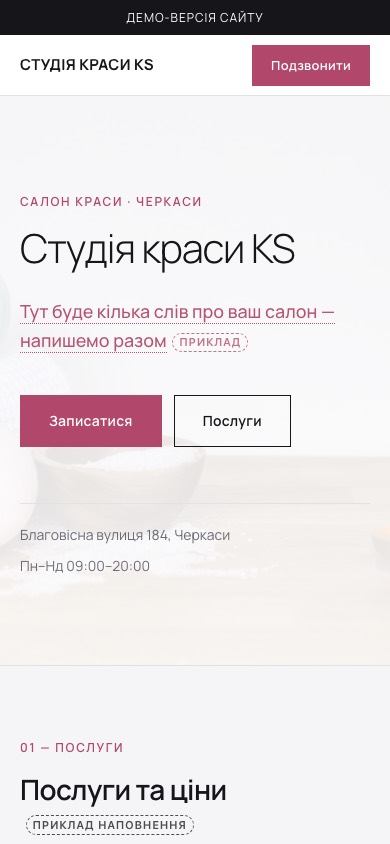 ДЕМО-ВЕРСІЯ САЙТУ
СТУДІЯ КРАСИ KS
Подзвонити
САЛОН КРАСИ · ЧЕРКАСИ
Студія краси KS
Тут буде кілька слів про ваш салон —
напишемо разом ПРИКЛАД
Записатися
Послуги
Благовісна вулиця 184, Черкаси
Пн–Нд 09:00–20:00
01 — ПОСЛУГИ
Послуги та ціни
ПРИКЛАД НАПОВНЕННЯ